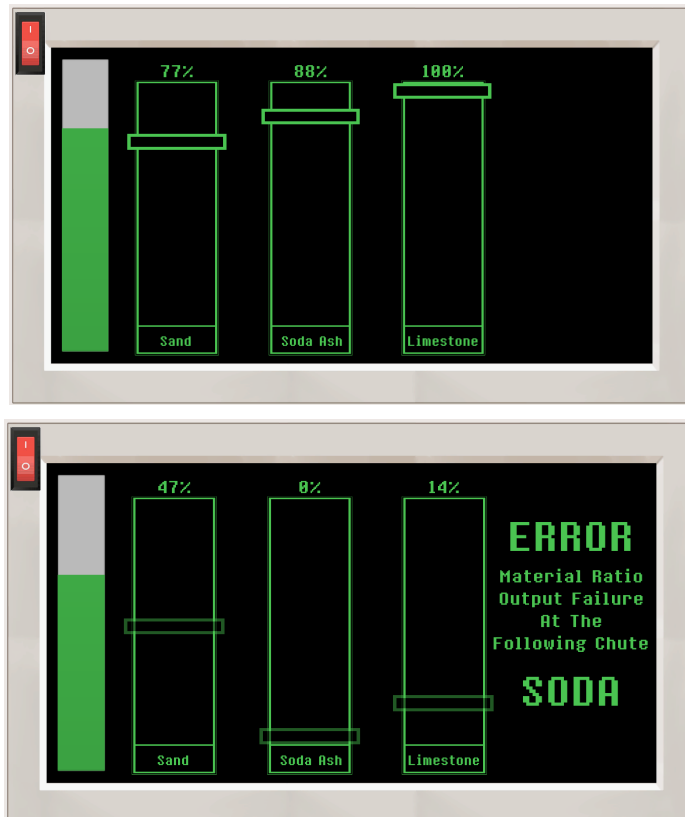 77% 88% 100%
Sand Soda Ash Limestone
47% 0% 14%
ERROR
Material Ratio
Output Failure
At The
Following Chute
SODA
Sand Soda Ash Limestone